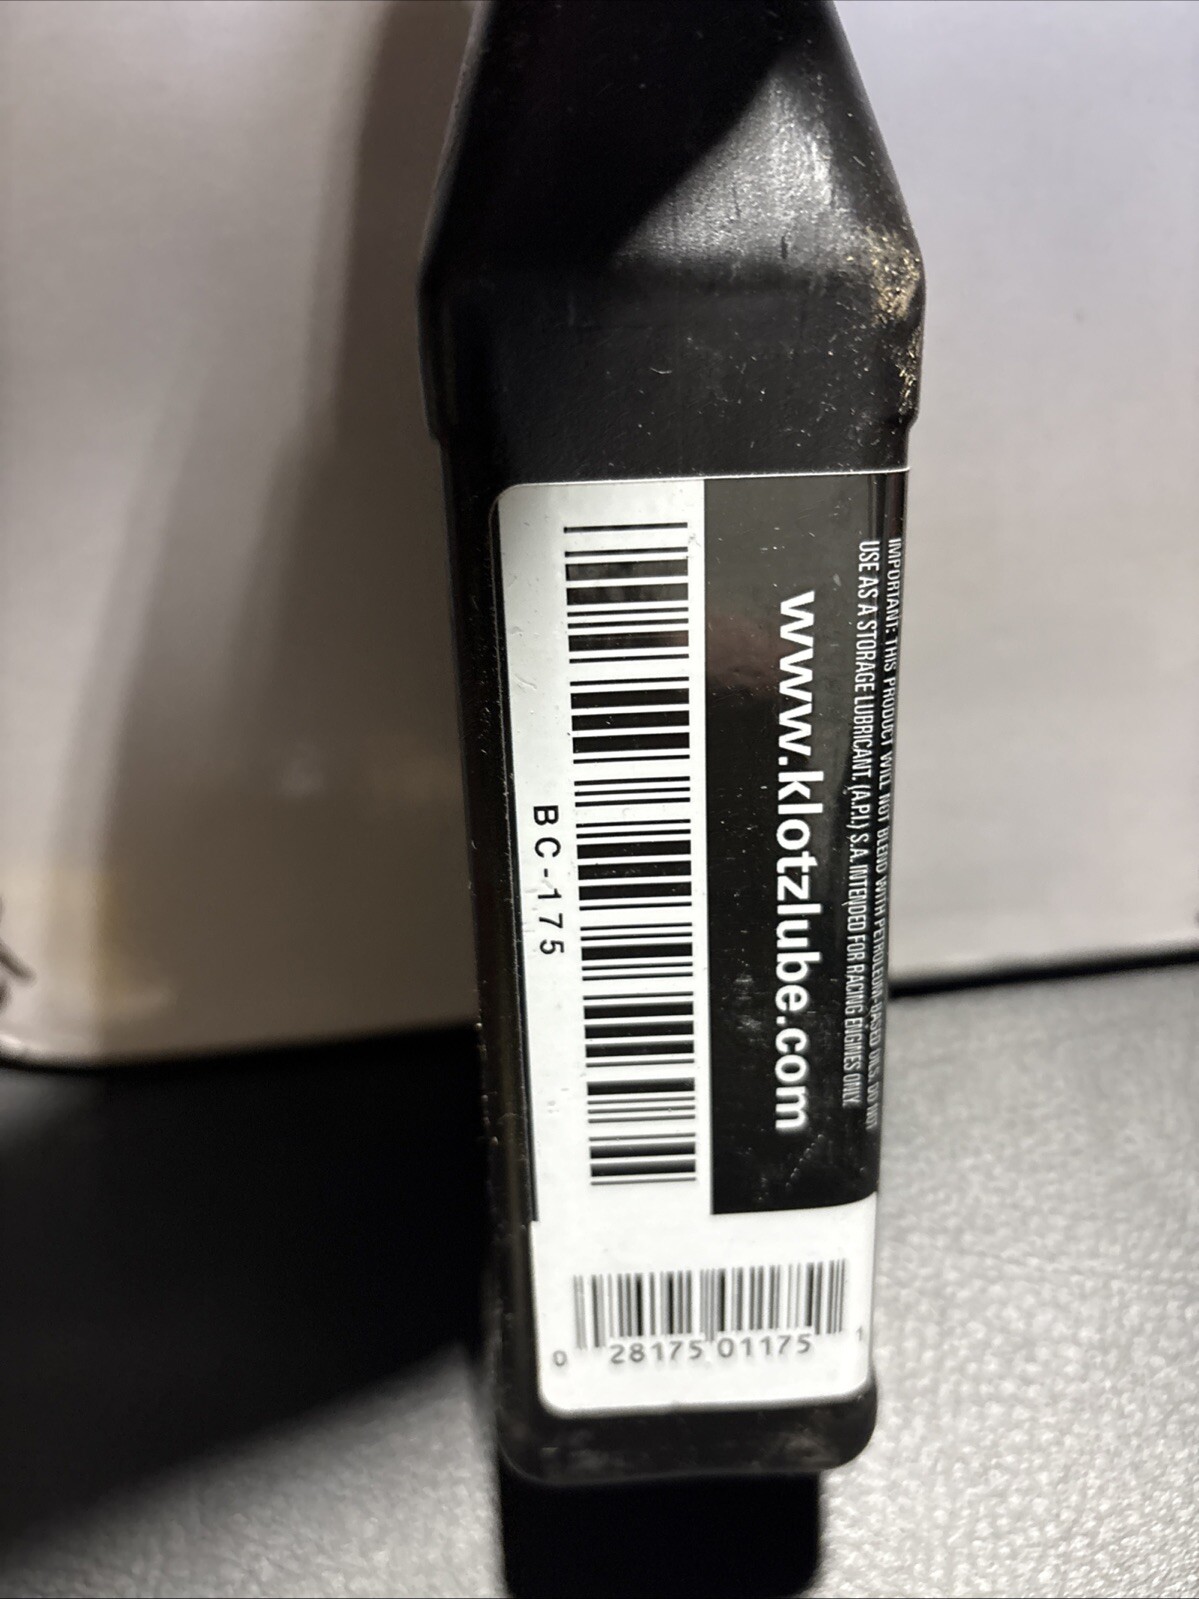 IMPORTANT: THIS PRODUCT WILL NOT BLEND WITH PETROLEUM-BASED OILS. DO NOT
USE AS A STORAGE LUBRICANT. (A.P.I.) S.A. INTENDED FOR RACING ENGINES ONLY.
www.klotzlube.com
BC-175
0 28175 01175 1